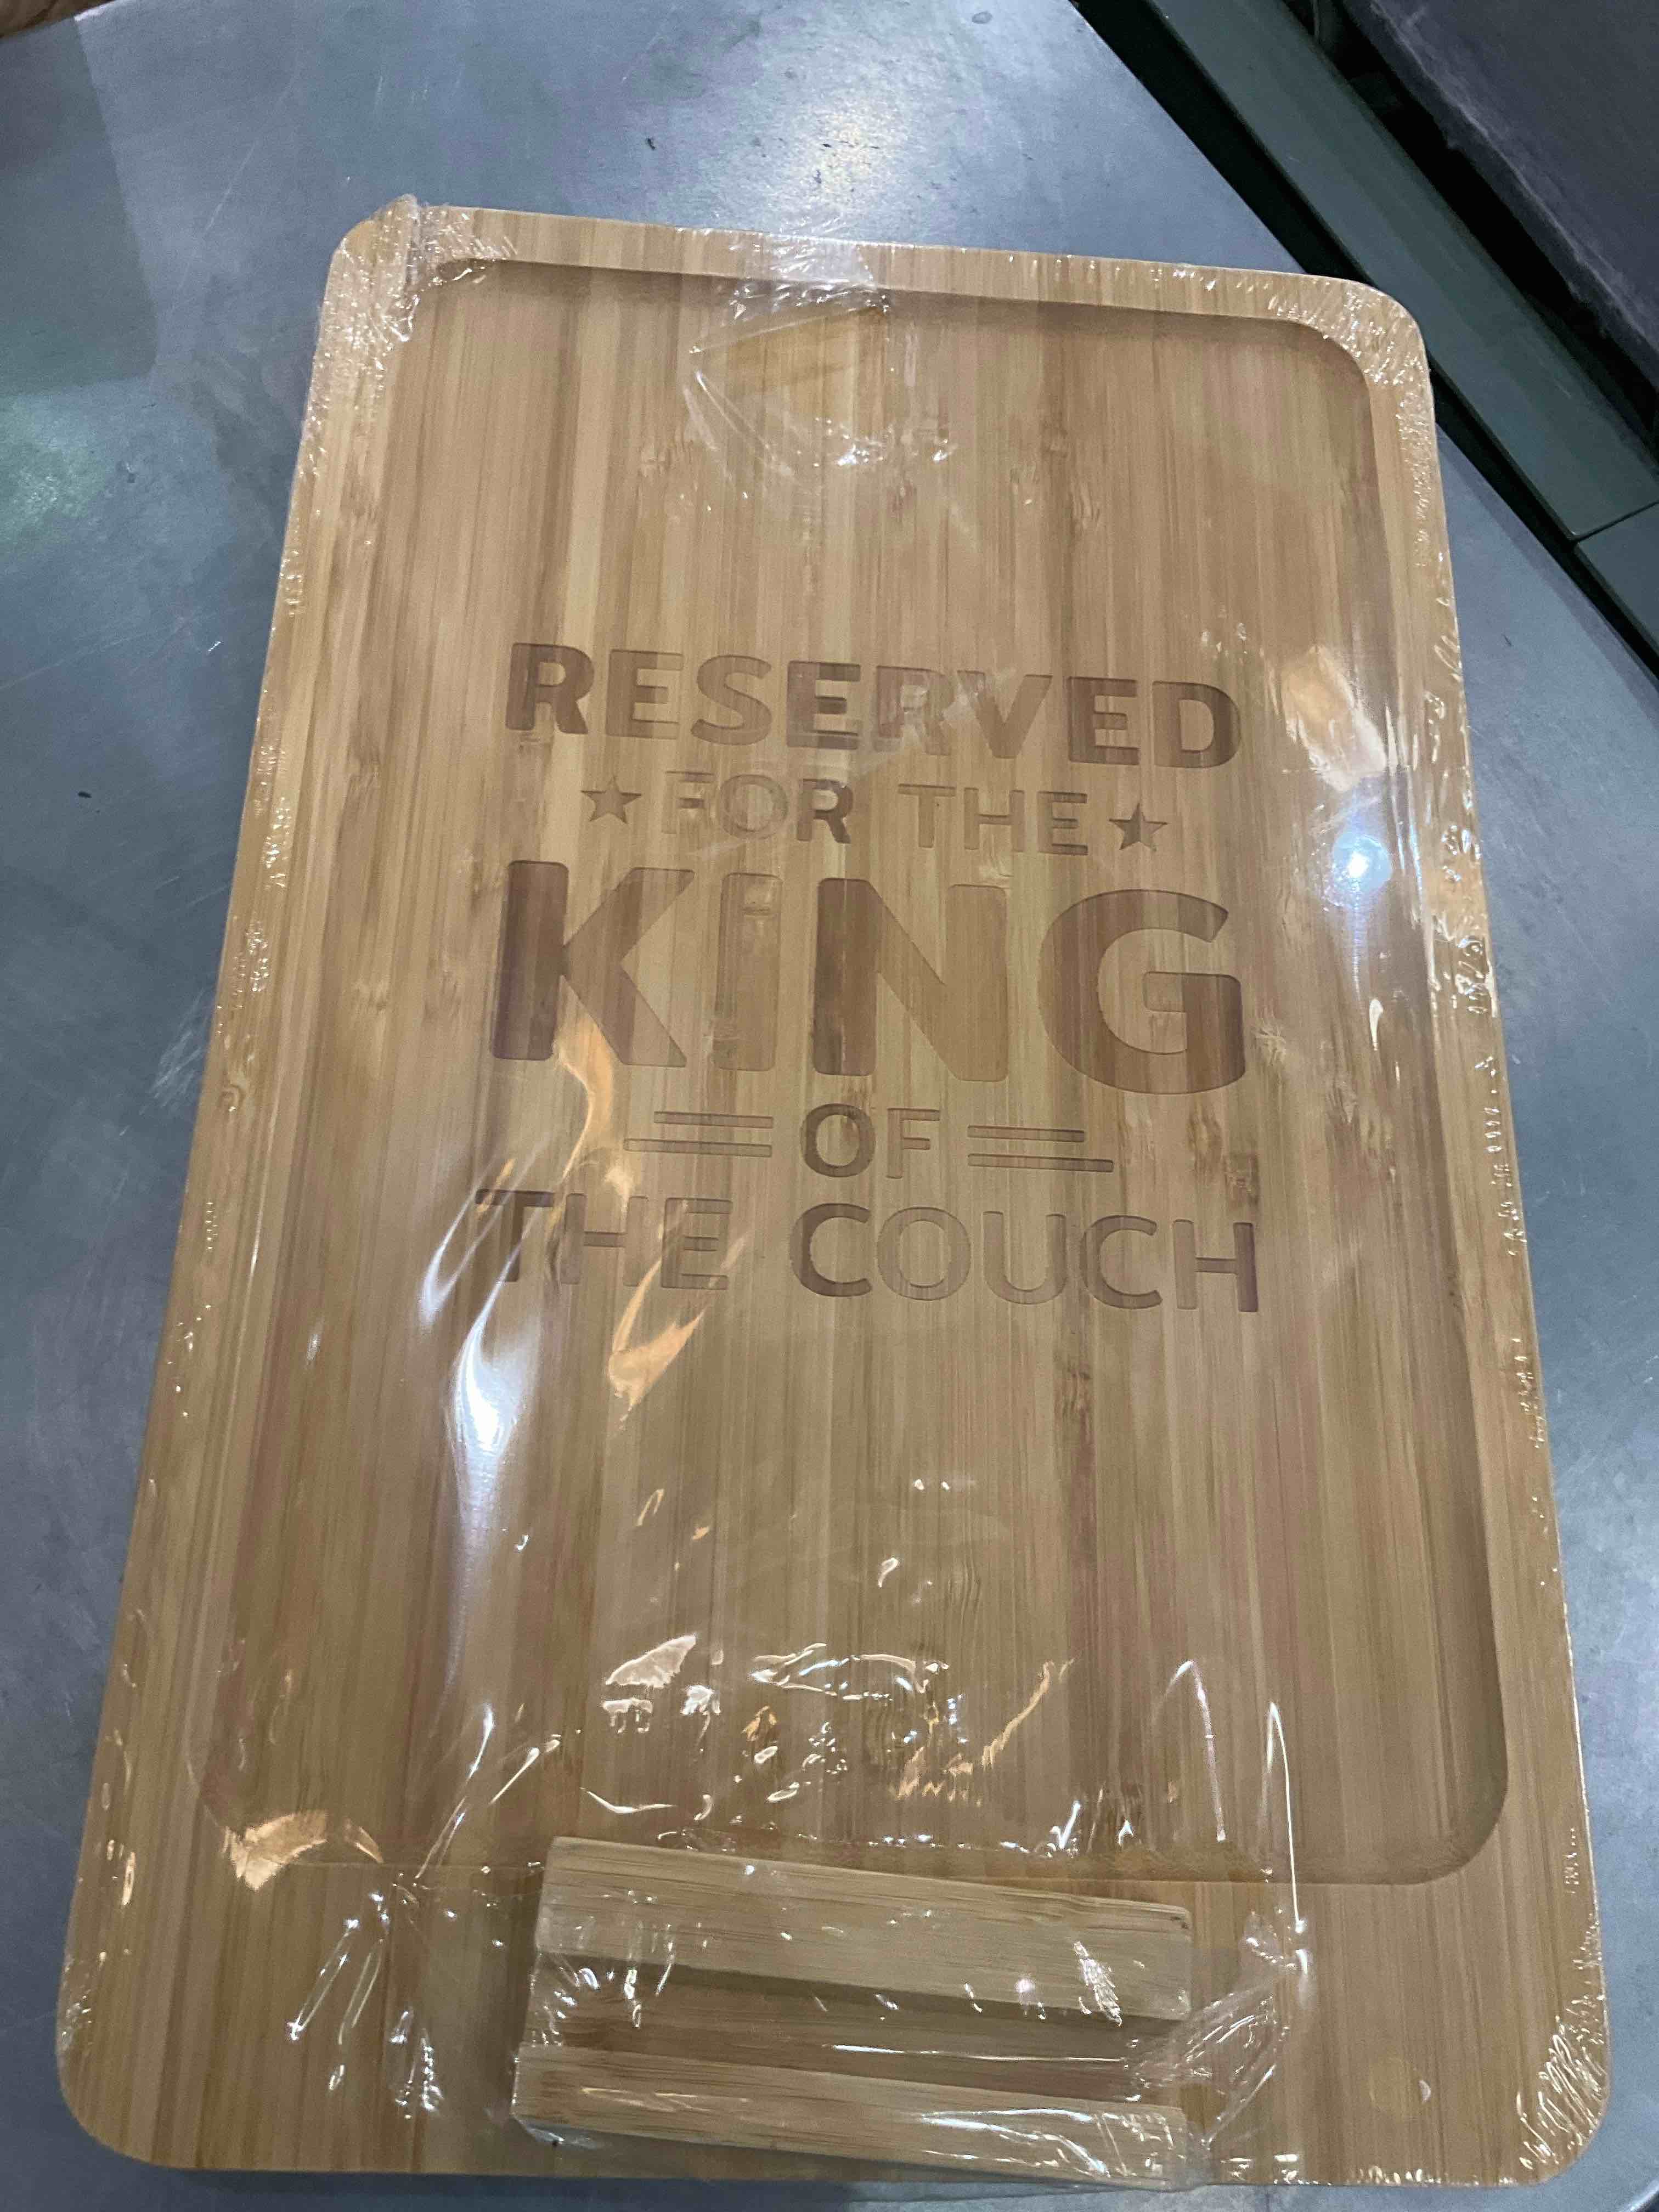 RESERVED
FOR THE
KING
OF
THE COUCH